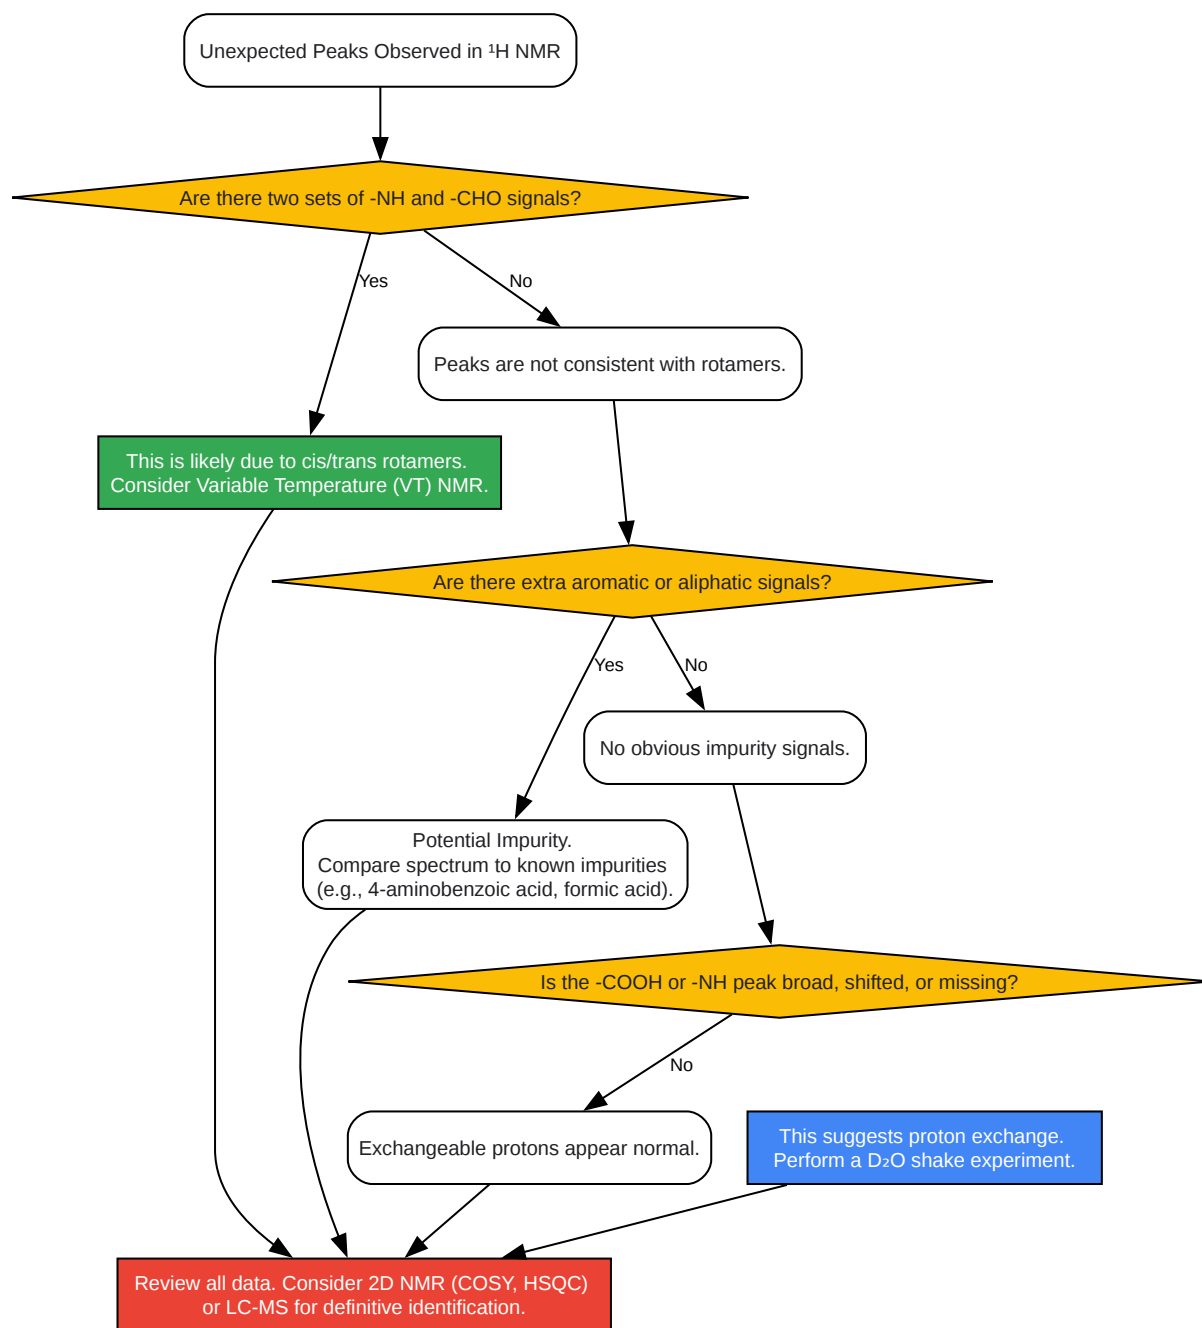 Unexpected Peaks Observed in ¹H NMR
Are there two sets of -NH and -CHO signals?
Yes
No
Peaks are not consistent with rotamers.
This is likely due to cis/trans rotamers.
Consider Variable Temperature (VT) NMR.
Are there extra aromatic or aliphatic signals?
Yes
No
No obvious impurity signals.
Potential Impurity.
Compare spectrum to known impurities
(e.g., 4-aminobenzoic acid, formic acid).
Is the -COOH or -NH peak broad, shifted, or missing?
No
Exchangeable protons appear normal.
This suggests proton exchange.
Perform a D₂O shake experiment.
Review all data. Consider 2D NMR (COSY, HSQC)
or LC-MS for definitive identification.